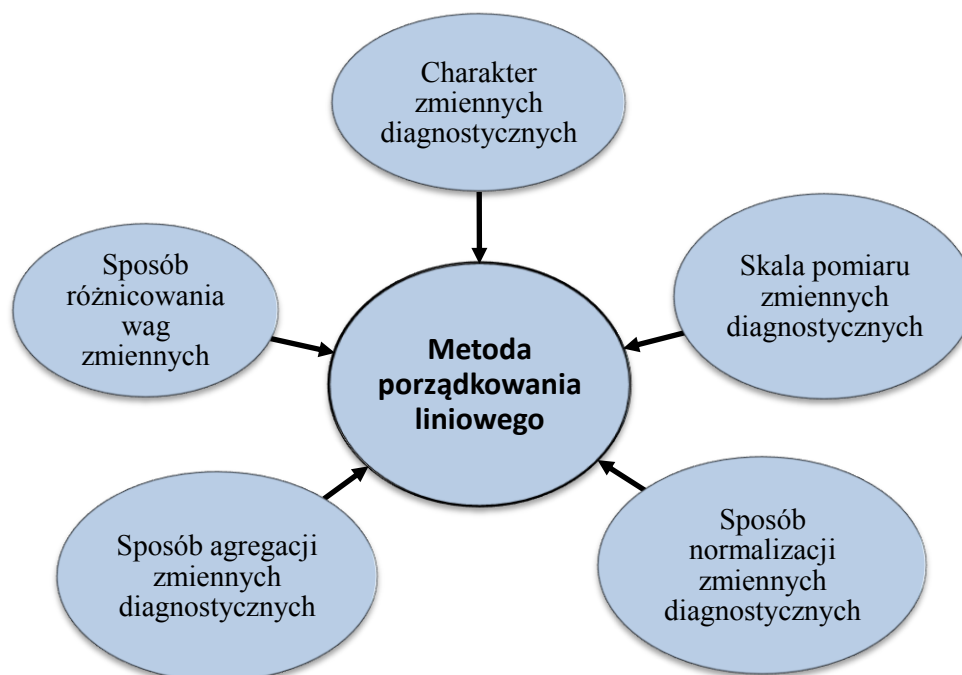 Charakter
zmiennych
diagnostycznych
Sposób
różnicowania
wag
zmiennych
Skala pomiaru
zmiennych
diagnostycznych
Metoda
porządkowania
liniowego
Sposób agregacji
zmiennych
diagnostycznych
Sposób
normalizacji
zmiennych
diagnostycznych